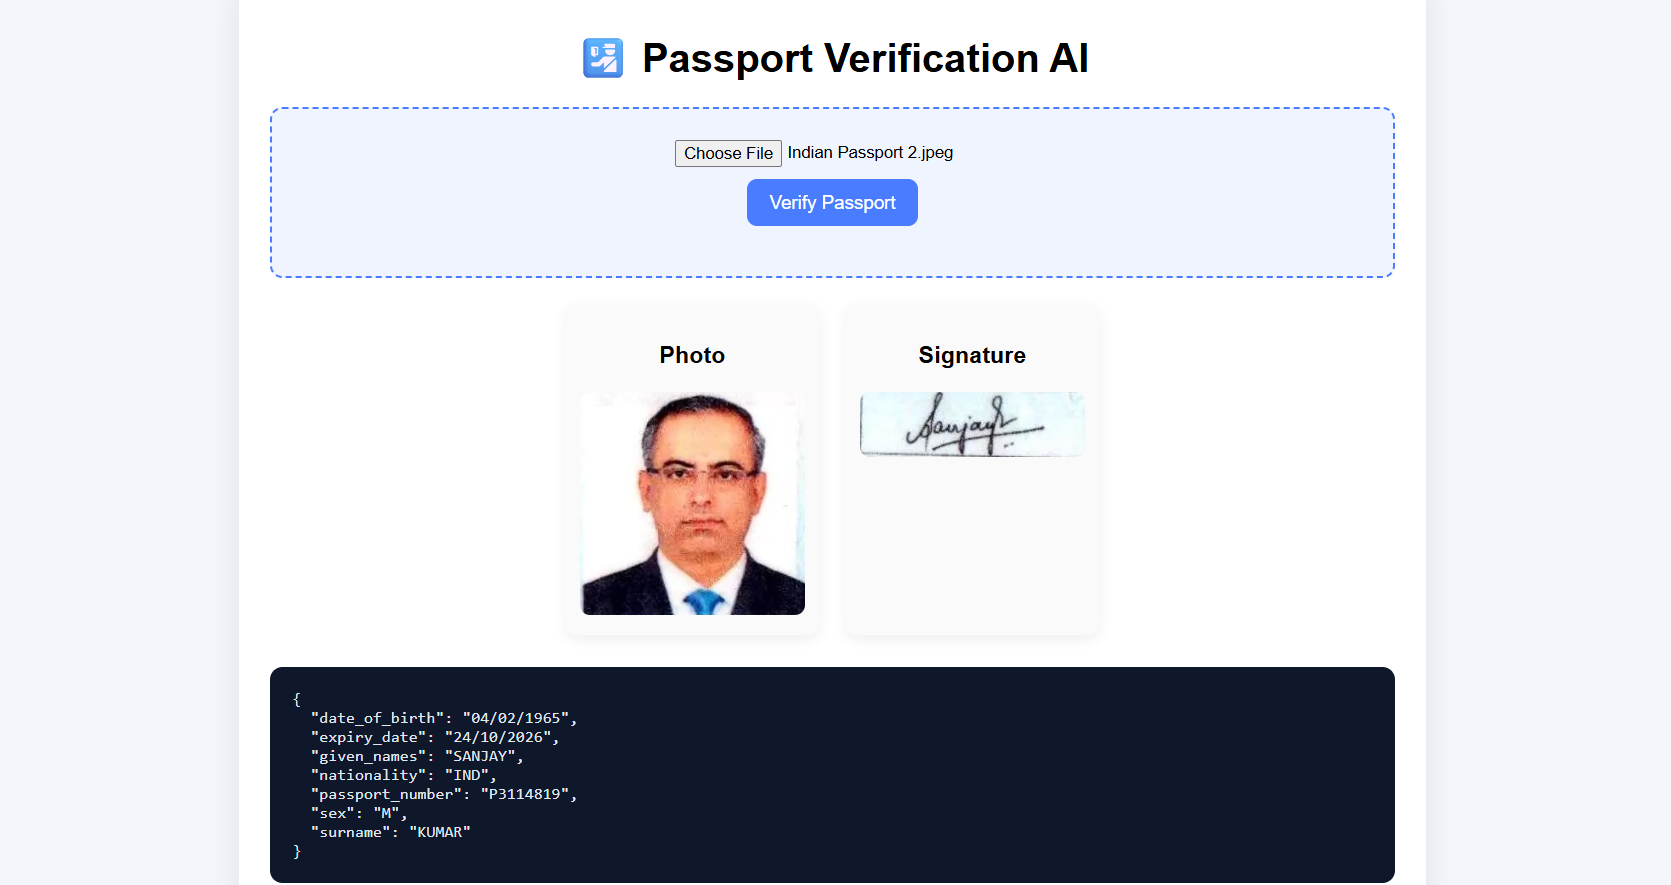 Passport Verification AI
Choose File Indian Passport 2.jpeg
Verify Passport
Photo
Signature
Sanjay
{
  "date_of_birth": "04/02/1965",
  "expiry_date": "24/10/2026",
  "given_names": "SANJAY",
  "nationality": "IND",
  "passport_number": "P3114819",
  "sex": "M",
  "surname": "KUMAR"
}